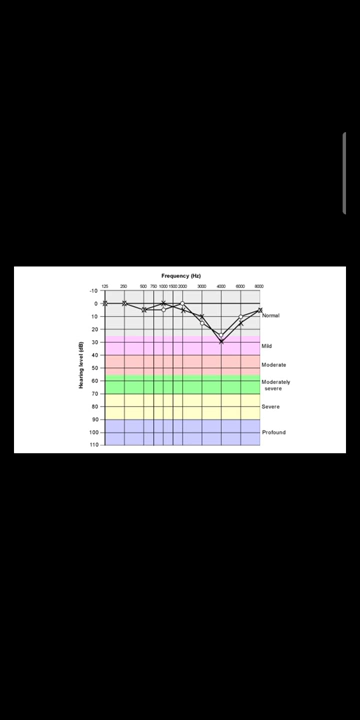 Frequency (Hz)
125 250 500 750 1000 1500 2000 3000 4000 6000 8000
-10
0
10
Normal
20
30
Mild
40
Hearing level (dB)
50
Moderate
60
Moderately
severe
70
80
Severe
90
100
Profound
110